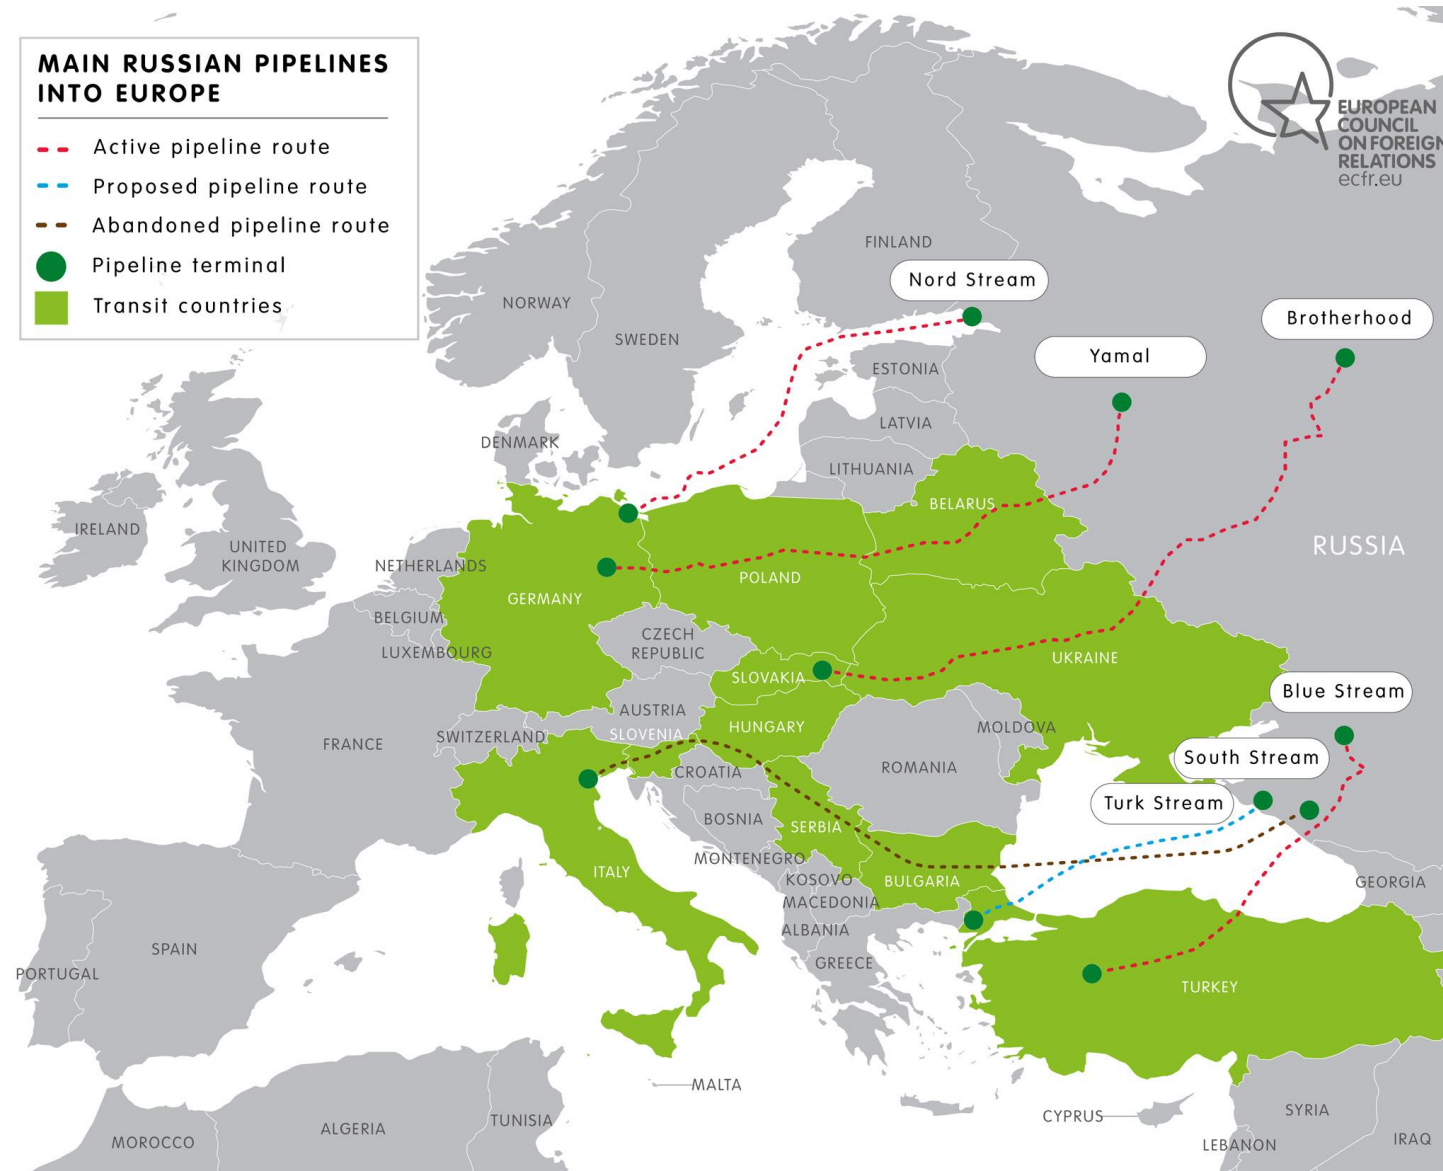 MAIN RUSSIAN PIPELINES
INTO EUROPE
Active pipeline route
Proposed pipeline route
Abandoned pipeline route
Pipeline terminal
Transit countries
EUROPEAN
COUNCIL
ON FOREIGN
RELATIONS
ecfr.eu
FINLAND
Nord Stream
NORWAY
Brotherhood
SWEDEN
Yamal
ESTONIA
LATVIA
DENMARK
LITHUANIA
BELARUS
IRELAND
UNITED
KINGDOM
RUSSIA
NETHERLANDS
POLAND
GERMANY
BELGIUM
CZECH
REPUBLIC
LUXEMBOURG
UKRAINE
SLOVAKIA
Blue Stream
AUSTRIA
HUNGARY
MOLDOVA
SWITZERLAND
SLOVENIA
FRANCE
South Stream
CROATIA
ROMANIA
Turk Stream
BOSNIA
SERBIA
MONTENEGRO
ITALY
KOSOVO
BULGARIA
GEORGIA
MACEDONIA
ALBANIA
SPAIN
GREECE
PORTUGAL
TURKEY
MALTA
CYPRUS
SYRIA
TUNISIA
ALGERIA
MOROCCO
LEBANON
IRAQ